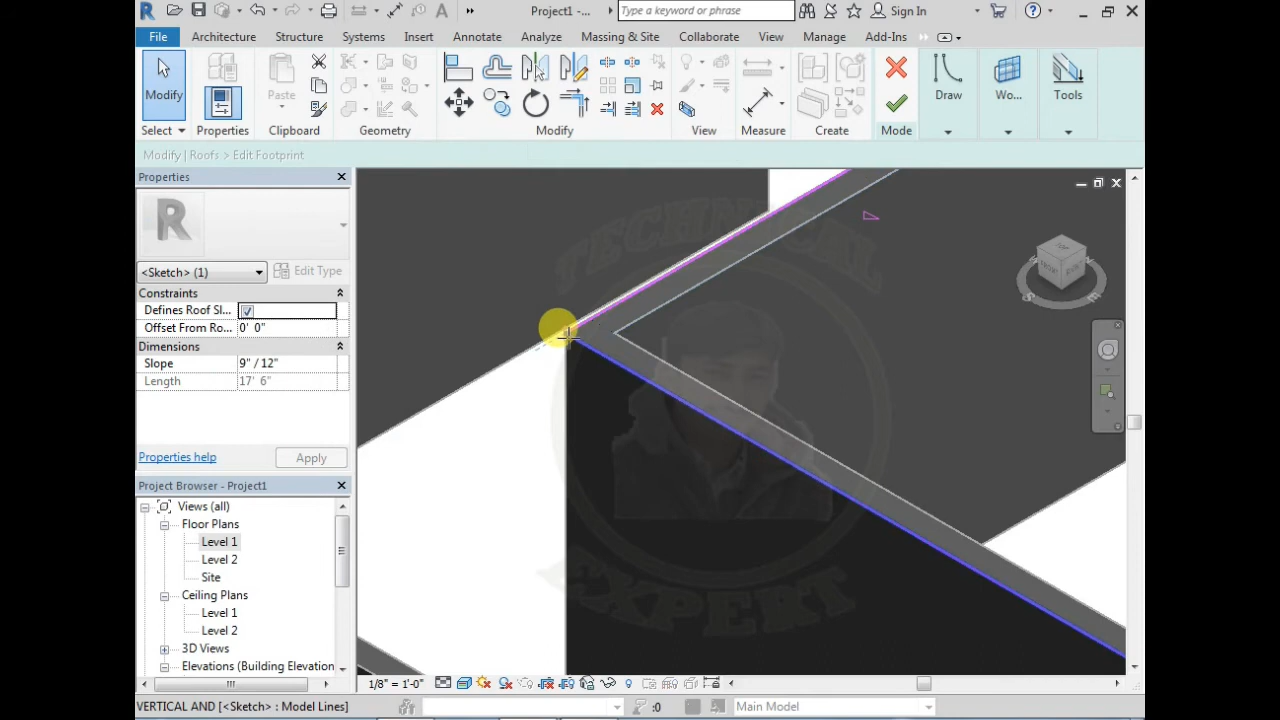 Project1 -...
Type a keyword or phrase
Sign In
File
Architecture
Structure
Systems
Insert
Annotate
Analyze
Massing & Site
Collaborate
View
Manage
Add-Ins
Modify
Paste
Draw
Wo...
Tools
Select
Properties
Clipboard
Geometry
Modify
View
Measure
Create
Mode
Modify | Roofs > Edit Footprint
Properties
<Sketch> (1)
Edit Type
Constraints
Defines Roof Sl...
Offset From Ro...
0' 0"
Dimensions
Slope
9" / 12"
Length
17' 6"
Properties help
Apply
Project Browser - Project1
Views (all)
Floor Plans
Level 1
Level 2
Site
Ceiling Plans
Level 1
Level 2
3D Views
Elevations (Building Elevation
TECHNICAL
EXPERT
1/8" = 1'-0"
VERTICAL AND [<Sketch> : Model Lines]
:0
Main Model